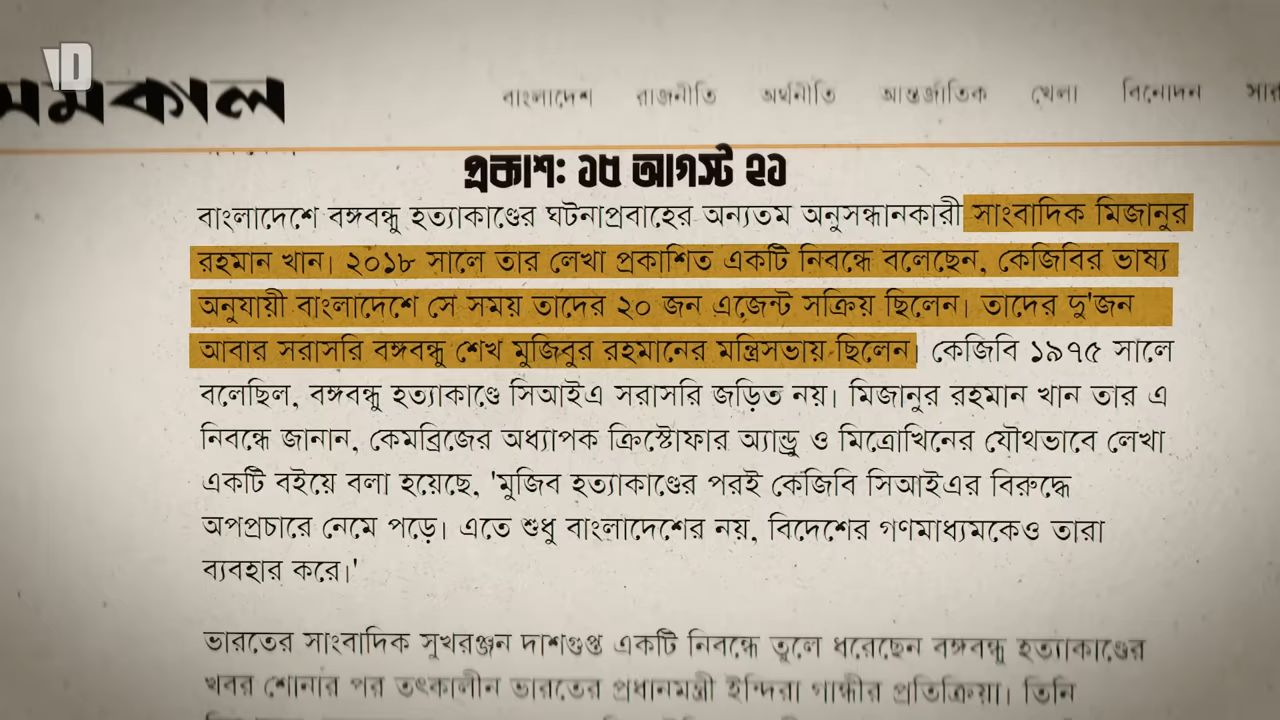 D
সমকাল
বাংলাদেশ রাজনীতি অর্থনীতি আন্তর্জাতিক খেলা বিনোদন সার
প্রকাশ: ১৫ আগস্ট ২১
বাংলাদেশে বঙ্গবন্ধু হত্যাকাণ্ডের ঘটনাপ্রবাহের অন্যতম অনুসন্ধানকারী সাংবাদিক মিজানুর
রহমান খান। ২০১৮ সালে তার লেখা প্রকাশিত একটি নিবন্ধে বলেছেন, কেজিবির ভাষ্য
অনুযায়ী বাংলাদেশে সে সময় তাদের ২০ জন এজেন্ট সক্রিয় ছিলেন। তাদের দু'জন
আবার সরাসরি বঙ্গবন্ধু শেখ মুজিবুর রহমানের মন্ত্রিসভায় ছিলেন। কেজিবি ১৯৭৫ সালে
বলেছিল, বঙ্গবন্ধু হত্যাকাণ্ডে সিআইএ সরাসরি জড়িত নয়। মিজানুর রহমান খান তার এ
নিবন্ধে জানান, কেমব্রিজের অধ্যাপক ক্রিস্টোফার অ্যান্ড্রু ও মিত্রোখিনের যৌথভাবে লেখা
একটি বইয়ে বলা হয়েছে, 'মুজিব হত্যাকাণ্ডের পরই কেজিবি সিআইএর বিরুদ্ধে
অপপ্রচারে নেমে পড়ে। এতে শুধু বাংলাদেশের নয়, বিদেশের গণমাধ্যমকেও তারা
ব্যবহার করে।'
ভারতের সাংবাদিক সুখরঞ্জন দাশগুপ্ত একটি নিবন্ধে তুলে ধরেছেন বঙ্গবন্ধু হত্যাকাণ্ডের
খবর শোনার পর তৎকালীন ভারতের প্রধানমন্ত্রী ইন্দিরা গান্ধীর প্রতিক্রিয়া। তিনি